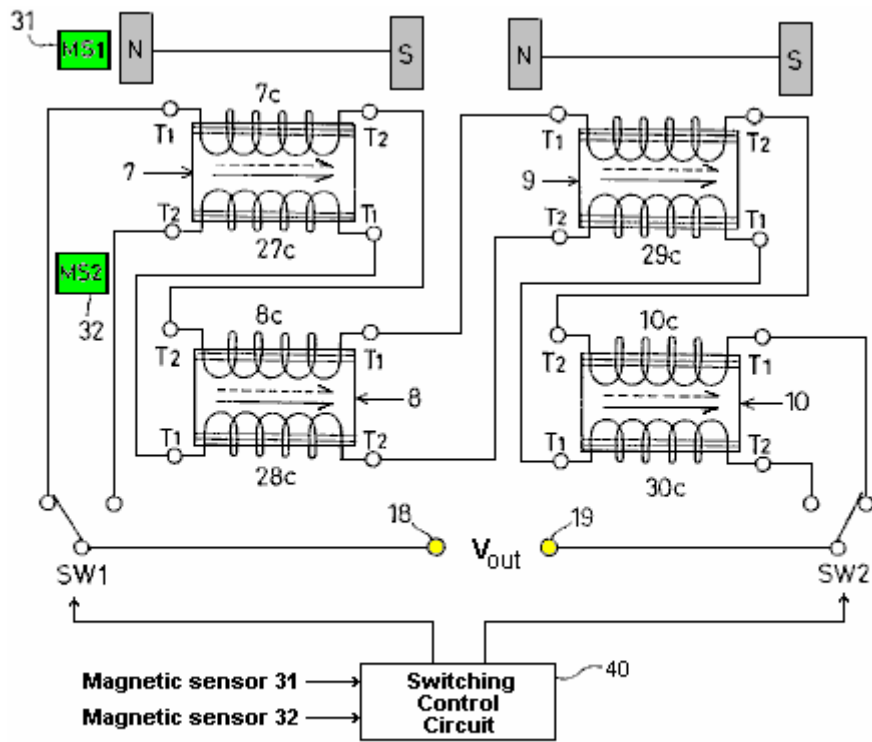 31
MS1
N
S
N
S
7c
T1
T2
T1
T2
7
9
T2
T1
T2
T1
27c
29c
MS2
32
8c
10c
T2
T1
T2
T1
8
10
T1
T2
T1
T2
28c
30c
18
19
Vout
SW1
SW2
40
Magnetic sensor 31
Magnetic sensor 32
Switching
Control
Circuit